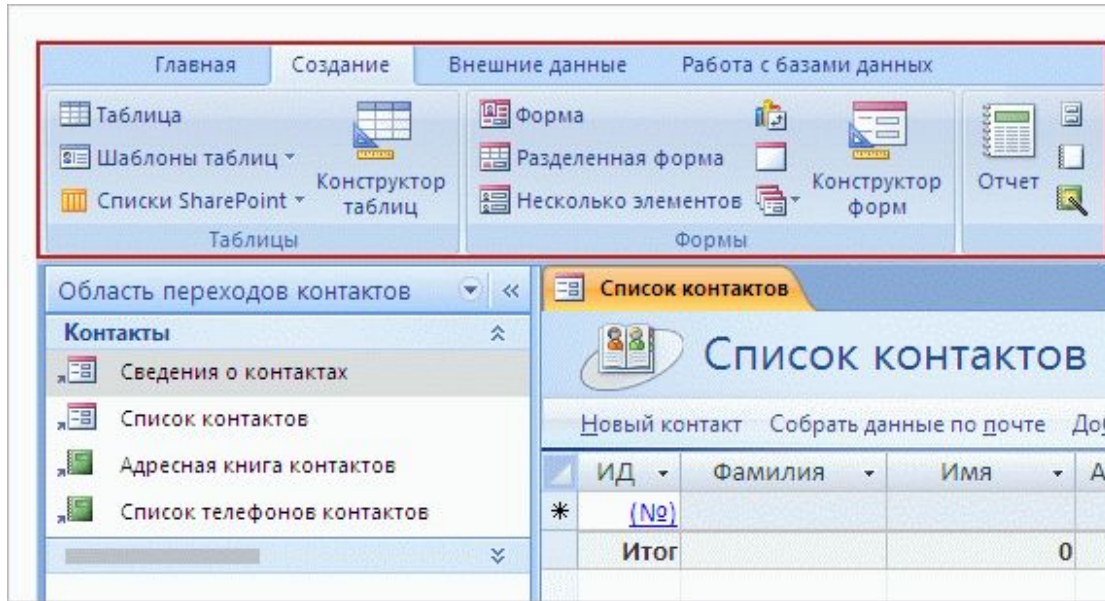 Главная Создание Внешние данные Работа с базами данных
Таблица
Шаблоны таблиц
Списки SharePoint
Конструктор
таблиц
Таблицы
Форма
Разделенная форма
Несколько элементов
Конструктор
форм
Формы
Отчет
Область переходов контактов
Контакты
Сведения о контактах
Список контактов
Адресная книга контактов
Список телефонов контактов
Список контактов
Список контактов
Новый контакт Собрать данные по почте
ИД Фамилия Имя А
(№)
Итог 0